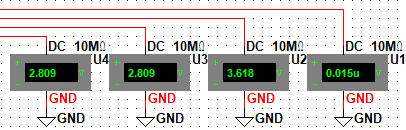 DC 10MΩ DC 10MΩ DC 10MΩ DC 10MΩ
U4 U3 U2 U1
+ 2.809 v + 2.809 v + 3.618 v + 0.015u v
GND GND GND GND
GND GND GND GND